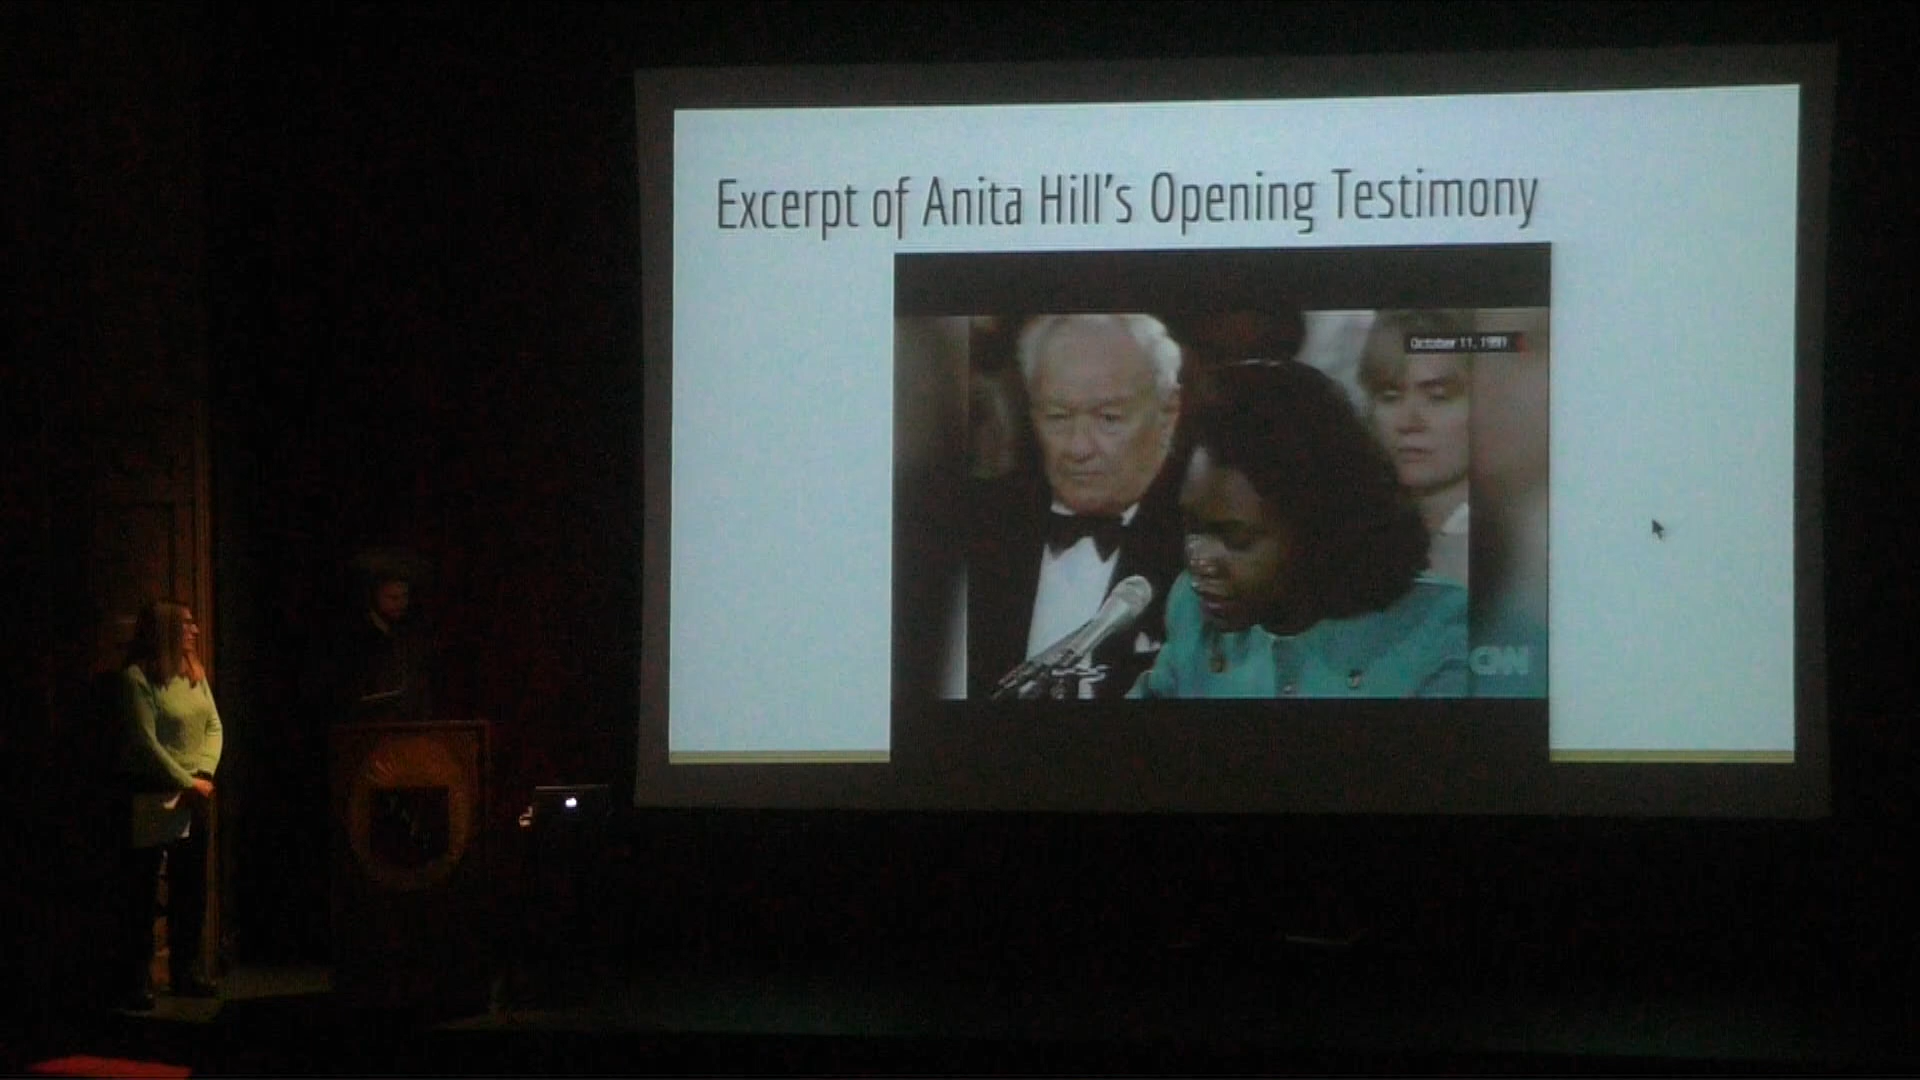 Excerpt of Anita Hill's Opening Testimony
October 11, 1991
CNN